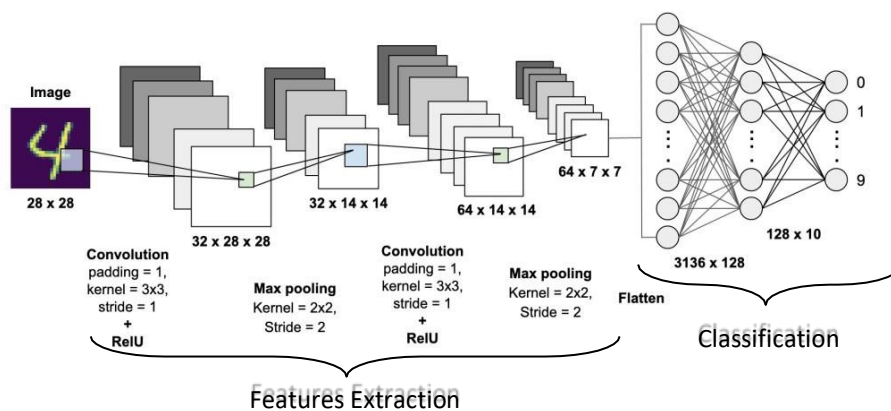 Image
28 x 28
32 x 28 x 28
32 x 14 x 14
64 x 14 x 14
64 x 7 x 7
0
1
9
128 x 10
3136 x 128
Convolution
padding = 1,
kernel = 3x3,
stride = 1
+
RelU
Max pooling
Kernel = 2x2,
Stride = 2
Convolution
padding = 1,
kernel = 3x3,
stride = 1
+
RelU
Max pooling
Kernel = 2x2,
Stride = 2
Flatten
Classification
Features Extraction